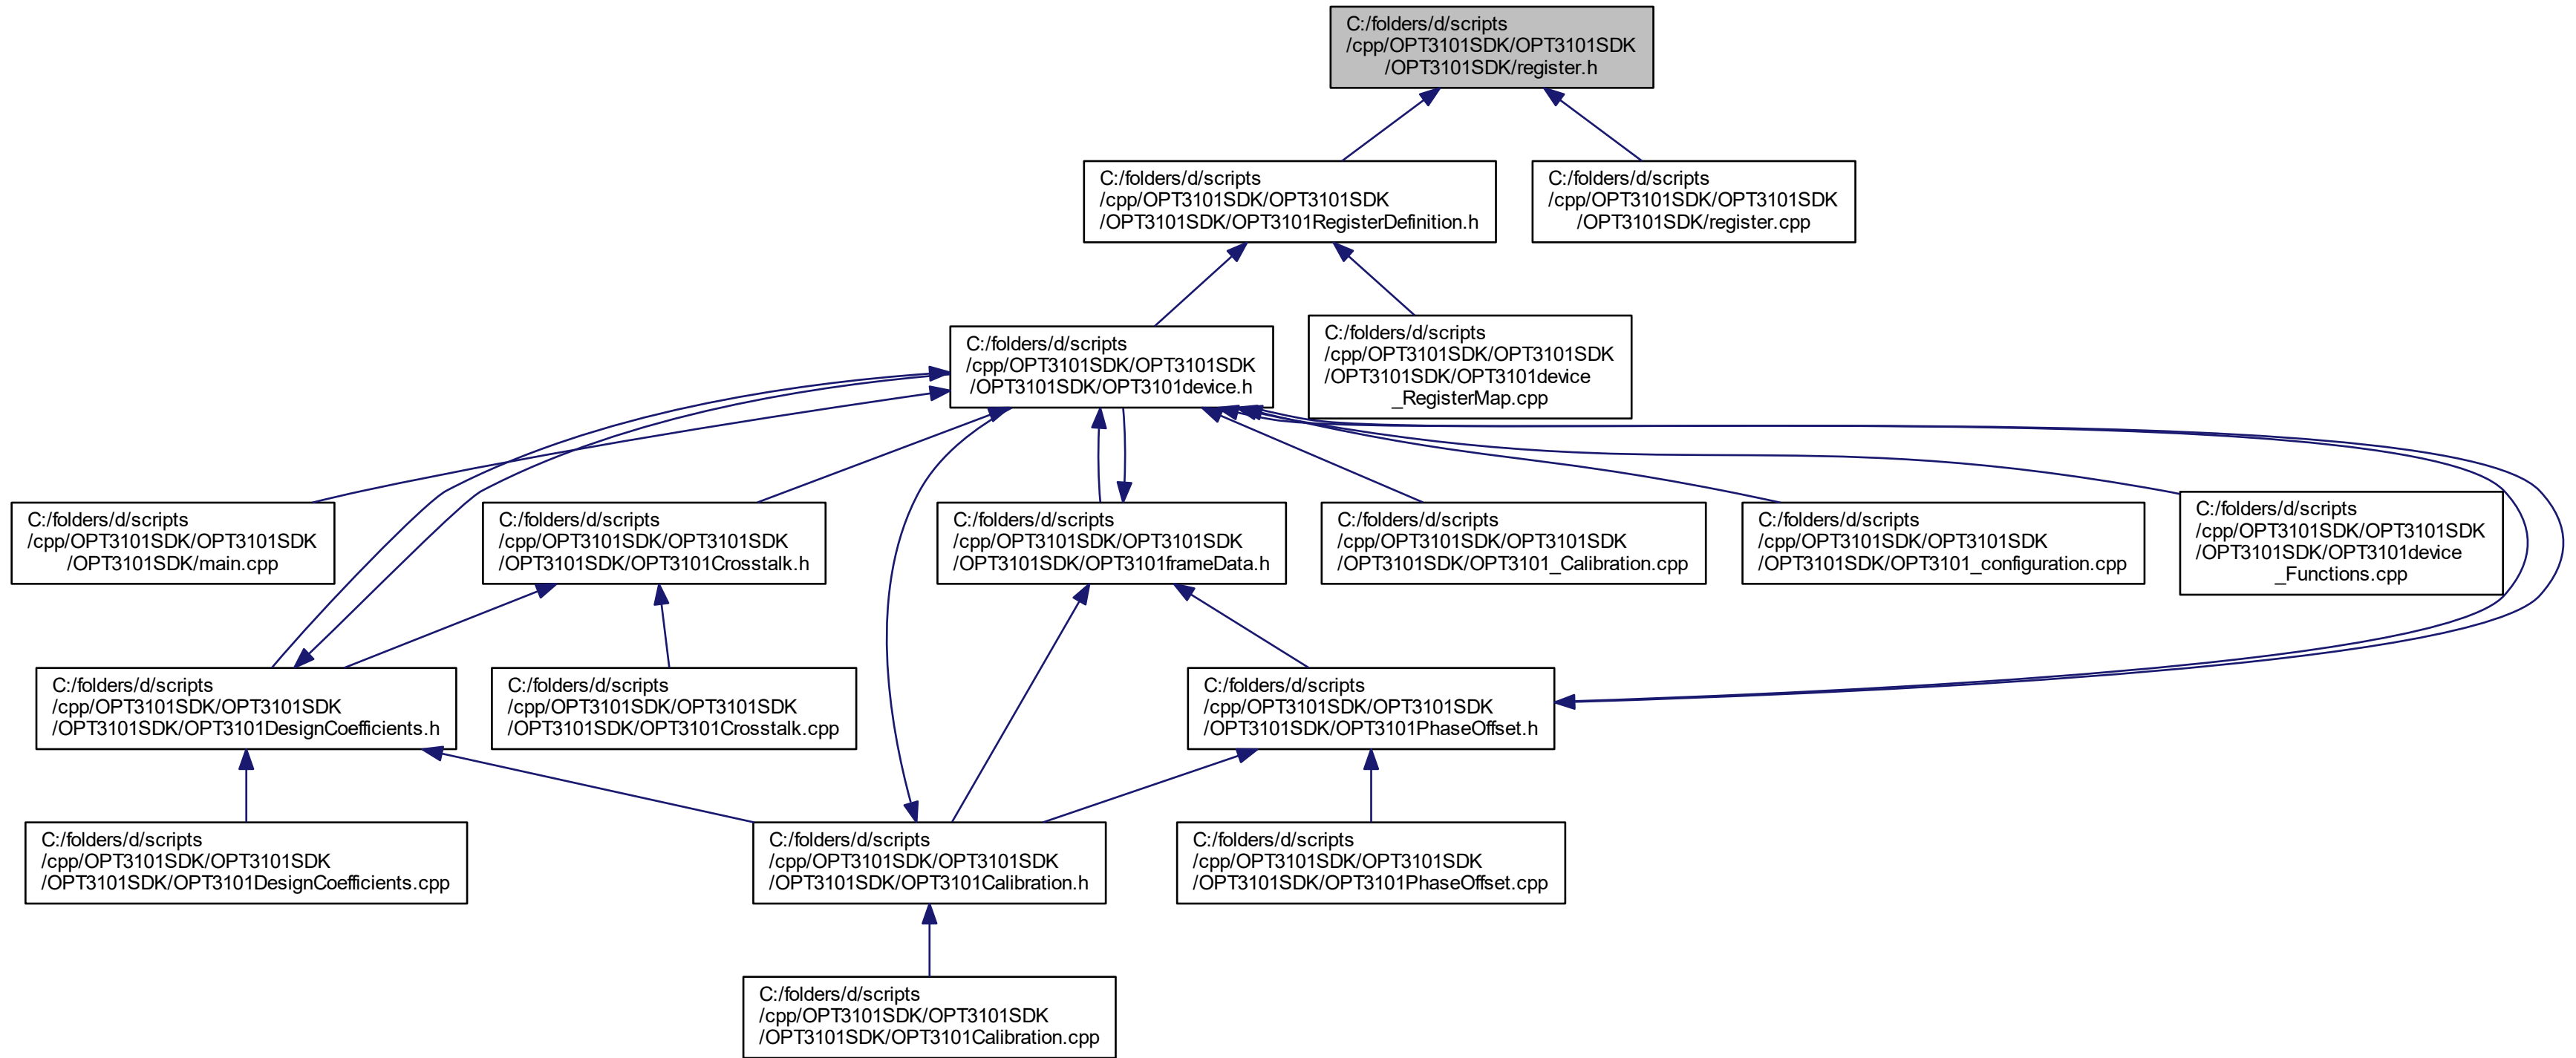 C:/folders/d/scripts
/cpp/OPT3101SDK/OPT3101SDK
/OPT3101SDK/register.h
C:/folders/d/scripts
/cpp/OPT3101SDK/OPT3101SDK
/OPT3101SDK/OPT3101RegisterDefinition.h
C:/folders/d/scripts
/cpp/OPT3101SDK/OPT3101SDK
/OPT3101SDK/register.cpp
C:/folders/d/scripts
/cpp/OPT3101SDK/OPT3101SDK
/OPT3101SDK/OPT3101device.h
C:/folders/d/scripts
/cpp/OPT3101SDK/OPT3101SDK
/OPT3101SDK/OPT3101device
_RegisterMap.cpp
C:/folders/d/scripts
/cpp/OPT3101SDK/OPT3101SDK
/OPT3101SDK/main.cpp
C:/folders/d/scripts
/cpp/OPT3101SDK/OPT3101SDK
/OPT3101SDK/OPT3101Crosstalk.h
C:/folders/d/scripts
/cpp/OPT3101SDK/OPT3101SDK
/OPT3101SDK/OPT3101frameData.h
C:/folders/d/scripts
/cpp/OPT3101SDK/OPT3101SDK
/OPT3101SDK/OPT3101_Calibration.cpp
C:/folders/d/scripts
/cpp/OPT3101SDK/OPT3101SDK
/OPT3101SDK/OPT3101_configuration.cpp
C:/folders/d/scripts
/cpp/OPT3101SDK/OPT3101SDK
/OPT3101SDK/OPT3101device
_Functions.cpp
C:/folders/d/scripts
/cpp/OPT3101SDK/OPT3101SDK
/OPT3101SDK/OPT3101DesignCoefficients.h
C:/folders/d/scripts
/cpp/OPT3101SDK/OPT3101SDK
/OPT3101SDK/OPT3101Crosstalk.cpp
C:/folders/d/scripts
/cpp/OPT3101SDK/OPT3101SDK
/OPT3101SDK/OPT3101PhaseOffset.h
C:/folders/d/scripts
/cpp/OPT3101SDK/OPT3101SDK
/OPT3101SDK/OPT3101DesignCoefficients.cpp
C:/folders/d/scripts
/cpp/OPT3101SDK/OPT3101SDK
/OPT3101SDK/OPT3101Calibration.h
C:/folders/d/scripts
/cpp/OPT3101SDK/OPT3101SDK
/OPT3101SDK/OPT3101PhaseOffset.cpp
C:/folders/d/scripts
/cpp/OPT3101SDK/OPT3101SDK
/OPT3101SDK/OPT3101Calibration.cpp